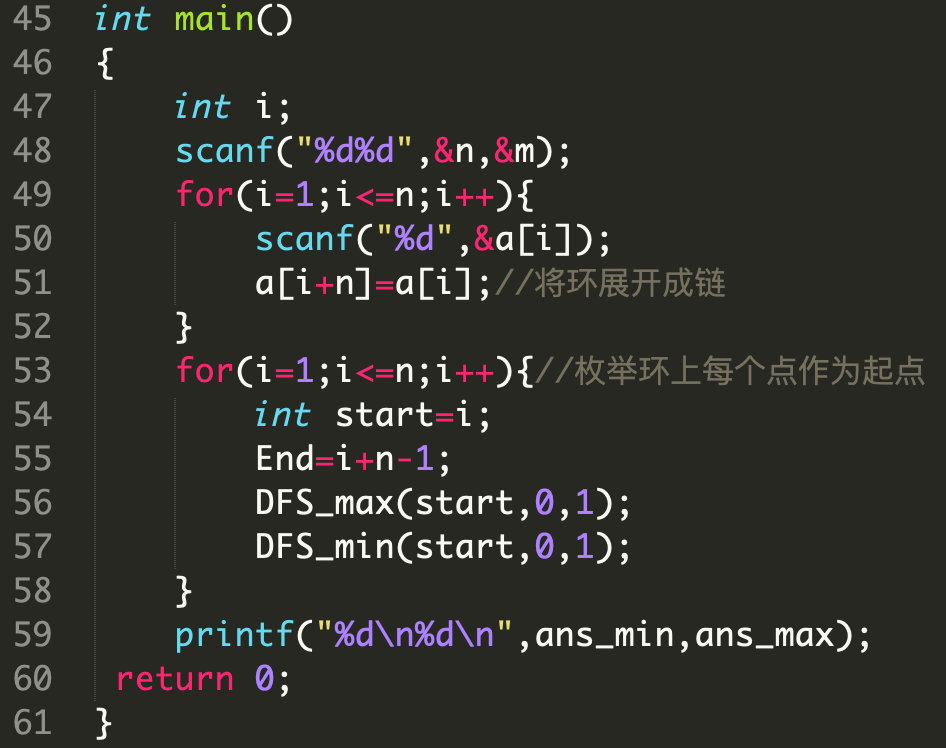 45 int main()
46 {
47     int i;
48     scanf("%d%d",&n,&m);
49     for(i=1;i<=n;i++){
50         scanf("%d",&a[i]);
51         a[i+n]=a[i];//将环展开成链
52     }
53     for(i=1;i<=n;i++){//枚举环上每个点作为起点
54         int start=i;
55         End=i+n-1;
56         DFS_max(start,0,1);
57         DFS_min(start,0,1);
58     }
59     printf("%d\n%d\n",ans_min,ans_max);
60  return 0;
61 }